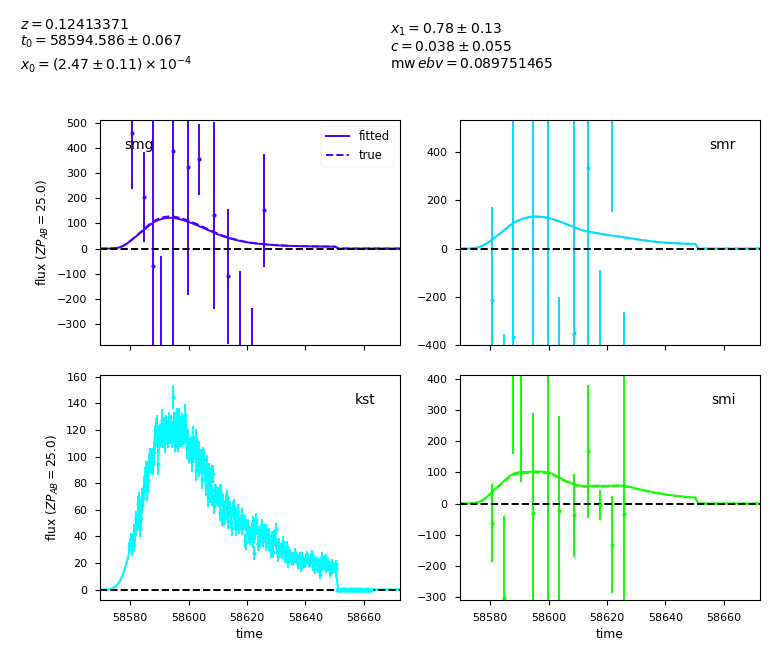 z = 0.12413371
t₀ = 58594.586 ± 0.067
x₀ = (2.47 ± 0.11) × 10⁻⁴
x₁ = 0.78 ± 0.13
c = 0.038 ± 0.055
mw ebv = 0.089751465
smg
fitted
true
500
400
300
200
100
0
−100
−200
−300
flux (ZP_AB = 25.0)
smr
400
200
0
−200
−400
kst
160
140
120
100
80
60
40
20
0
flux (ZP_AB = 25.0)
58580 58600 58620 58640 58660
time
smi
400
300
200
100
0
−100
−200
−300
58580 58600 58620 58640 58660
time